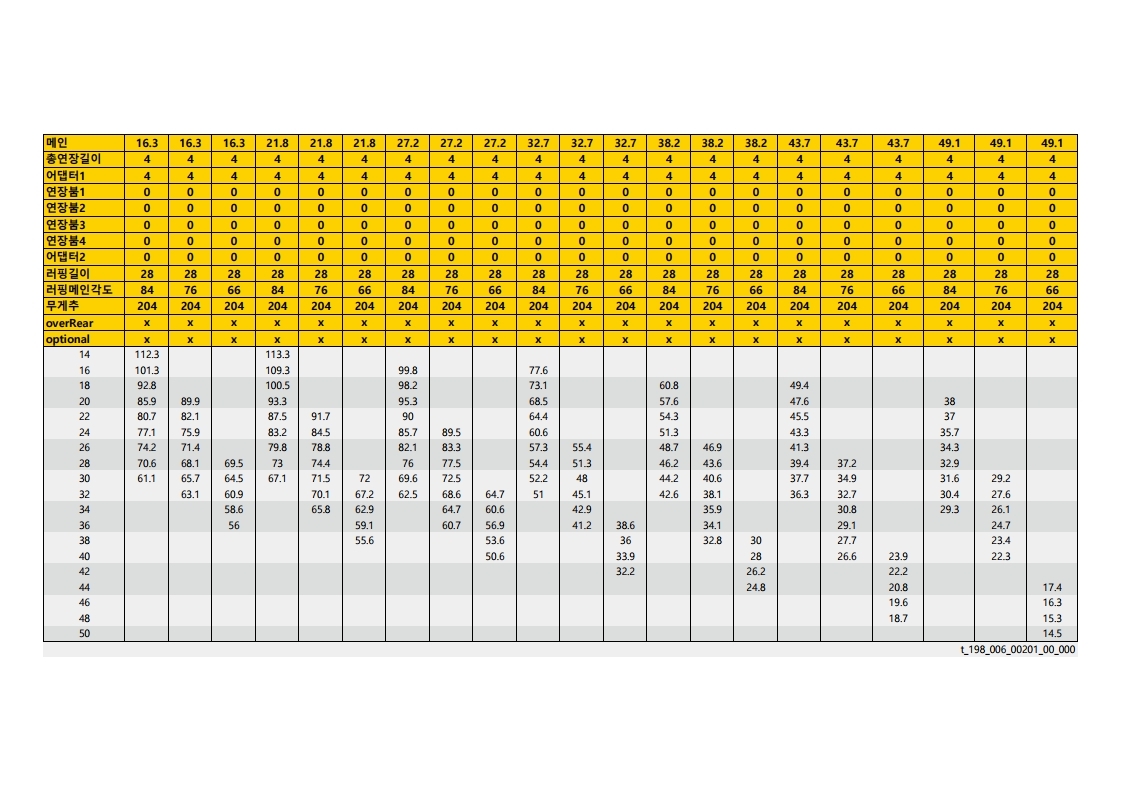 메인 16.3 16.3 16.3 21.8 21.8 21.8 27.2 27.2 27.2 32.7 32.7 32.7 38.2 38.2 38.2 43.7 43.7 43.7 49.1 49.1 49.1
총연장길이 4 4 4 4 4 4 4 4 4 4 4 4 4 4 4 4 4 4 4 4 4
어댑터1 4 4 4 4 4 4 4 4 4 4 4 4 4 4 4 4 4 4 4 4 4
연장붐1 0 0 0 0 0 0 0 0 0 0 0 0 0 0 0 0 0 0 0 0 0
연장붐2 0 0 0 0 0 0 0 0 0 0 0 0 0 0 0 0 0 0 0 0 0
연장붐3 0 0 0 0 0 0 0 0 0 0 0 0 0 0 0 0 0 0 0 0 0
연장붐4 0 0 0 0 0 0 0 0 0 0 0 0 0 0 0 0 0 0 0 0 0
어댑터2 0 0 0 0 0 0 0 0 0 0 0 0 0 0 0 0 0 0 0 0 0
러핑길이 28 28 28 28 28 28 28 28 28 28 28 28 28 28 28 28 28 28 28 28 28
러핑메인각도 84 76 66 84 76 66 84 76 66 84 76 66 84 76 66 84 76 66 84 76 66
무게추 204 204 204 204 204 204 204 204 204 204 204 204 204 204 204 204 204 204 204 204 204
overRear x x x x x x x x x x x x x x x x x x x x x
optional x x x x x x x x x x x x x x x x x x x x x
14 112.3 113.3
16 101.3 109.3 99.8 77.6
18 92.8 100.5 98.2 73.1 60.8 49.4
20 85.9 89.9 93.3 95.3 68.5 57.6 47.6 38
22 80.7 82.1 87.5 91.7 90 64.4 54.3 45.5 37
24 77.1 75.9 83.2 84.5 85.7 89.5 60.6 51.3 43.3 35.7
26 74.2 71.4 79.8 78.8 82.1 83.3 57.3 55.4 48.7 46.9 41.3 34.3
28 70.6 68.1 69.5 73 74.4 76 77.5 54.4 51.3 46.2 43.6 39.4 37.2 32.9
30 61.1 65.7 64.5 67.1 71.5 72 69.6 72.5 52.2 48 44.2 40.6 37.7 34.9 31.6 29.2
32 63.1 60.9 70.1 67.2 62.5 68.6 64.7 51 45.1 42.6 38.1 36.3 32.7 30.4 27.6
34 58.6 65.8 62.9 64.7 60.6 42.9 35.9 30.8 29.3 26.1
36 56 59.1 60.7 56.9 41.2 38.6 34.1 29.1 24.7
38 55.6 53.6 36 32.8 30 27.7 23.4
40 50.6 33.9 28 26.6 23.9 22.3
42 32.2 26.2 22.2
44 24.8 20.8 17.4
46 19.6 16.3
48 18.7 15.3
50 14.5
t_198_006_00201_00_000